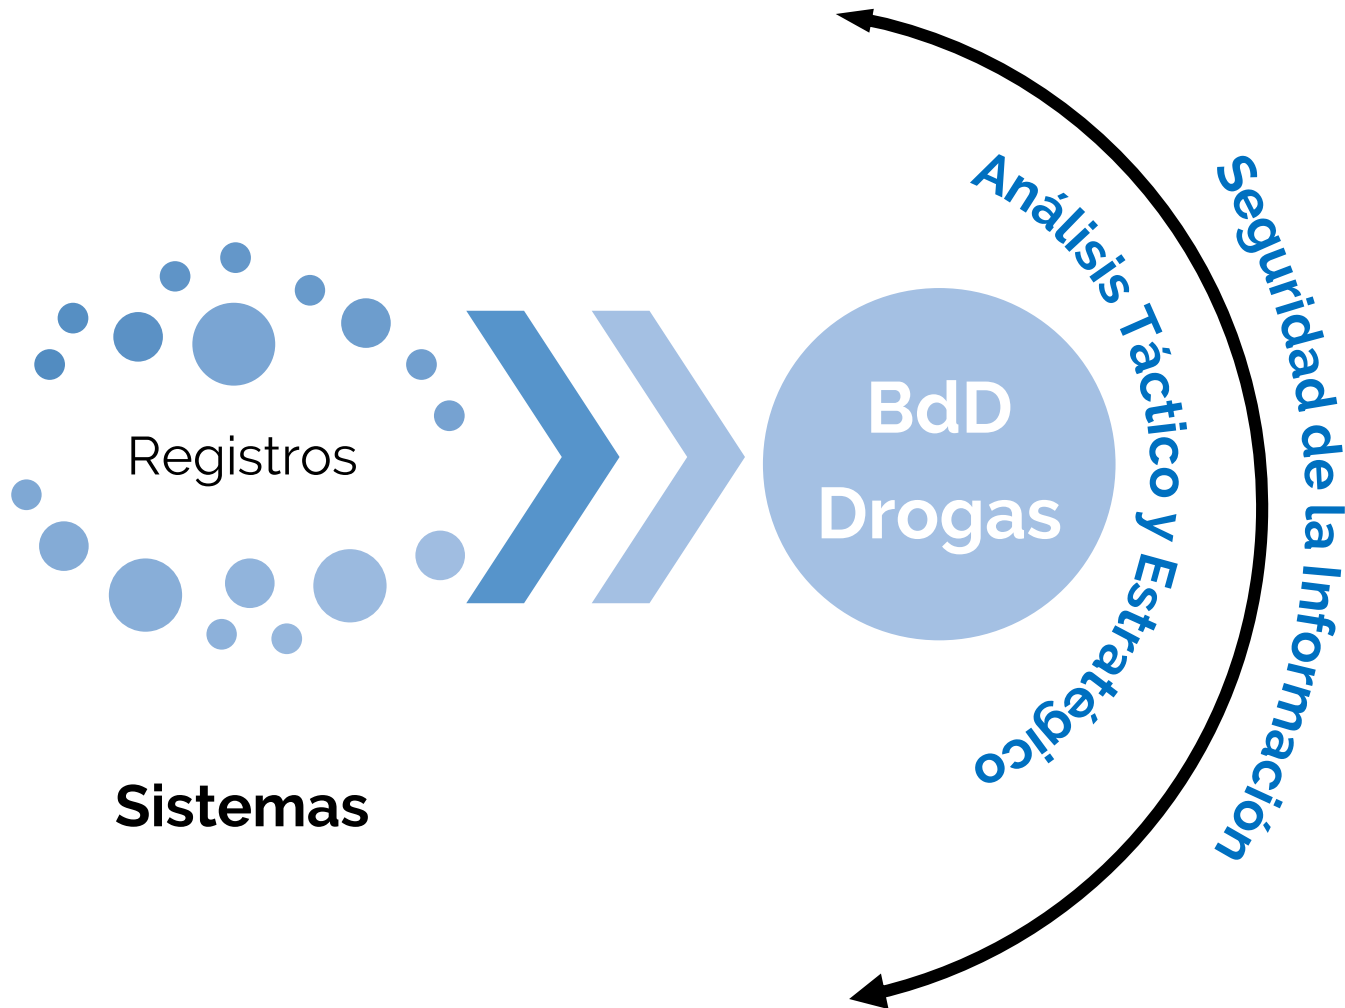 Registros
Sistemas
BdD
Drogas
Análisis Táctico y Estratégico
Seguridad de la Información